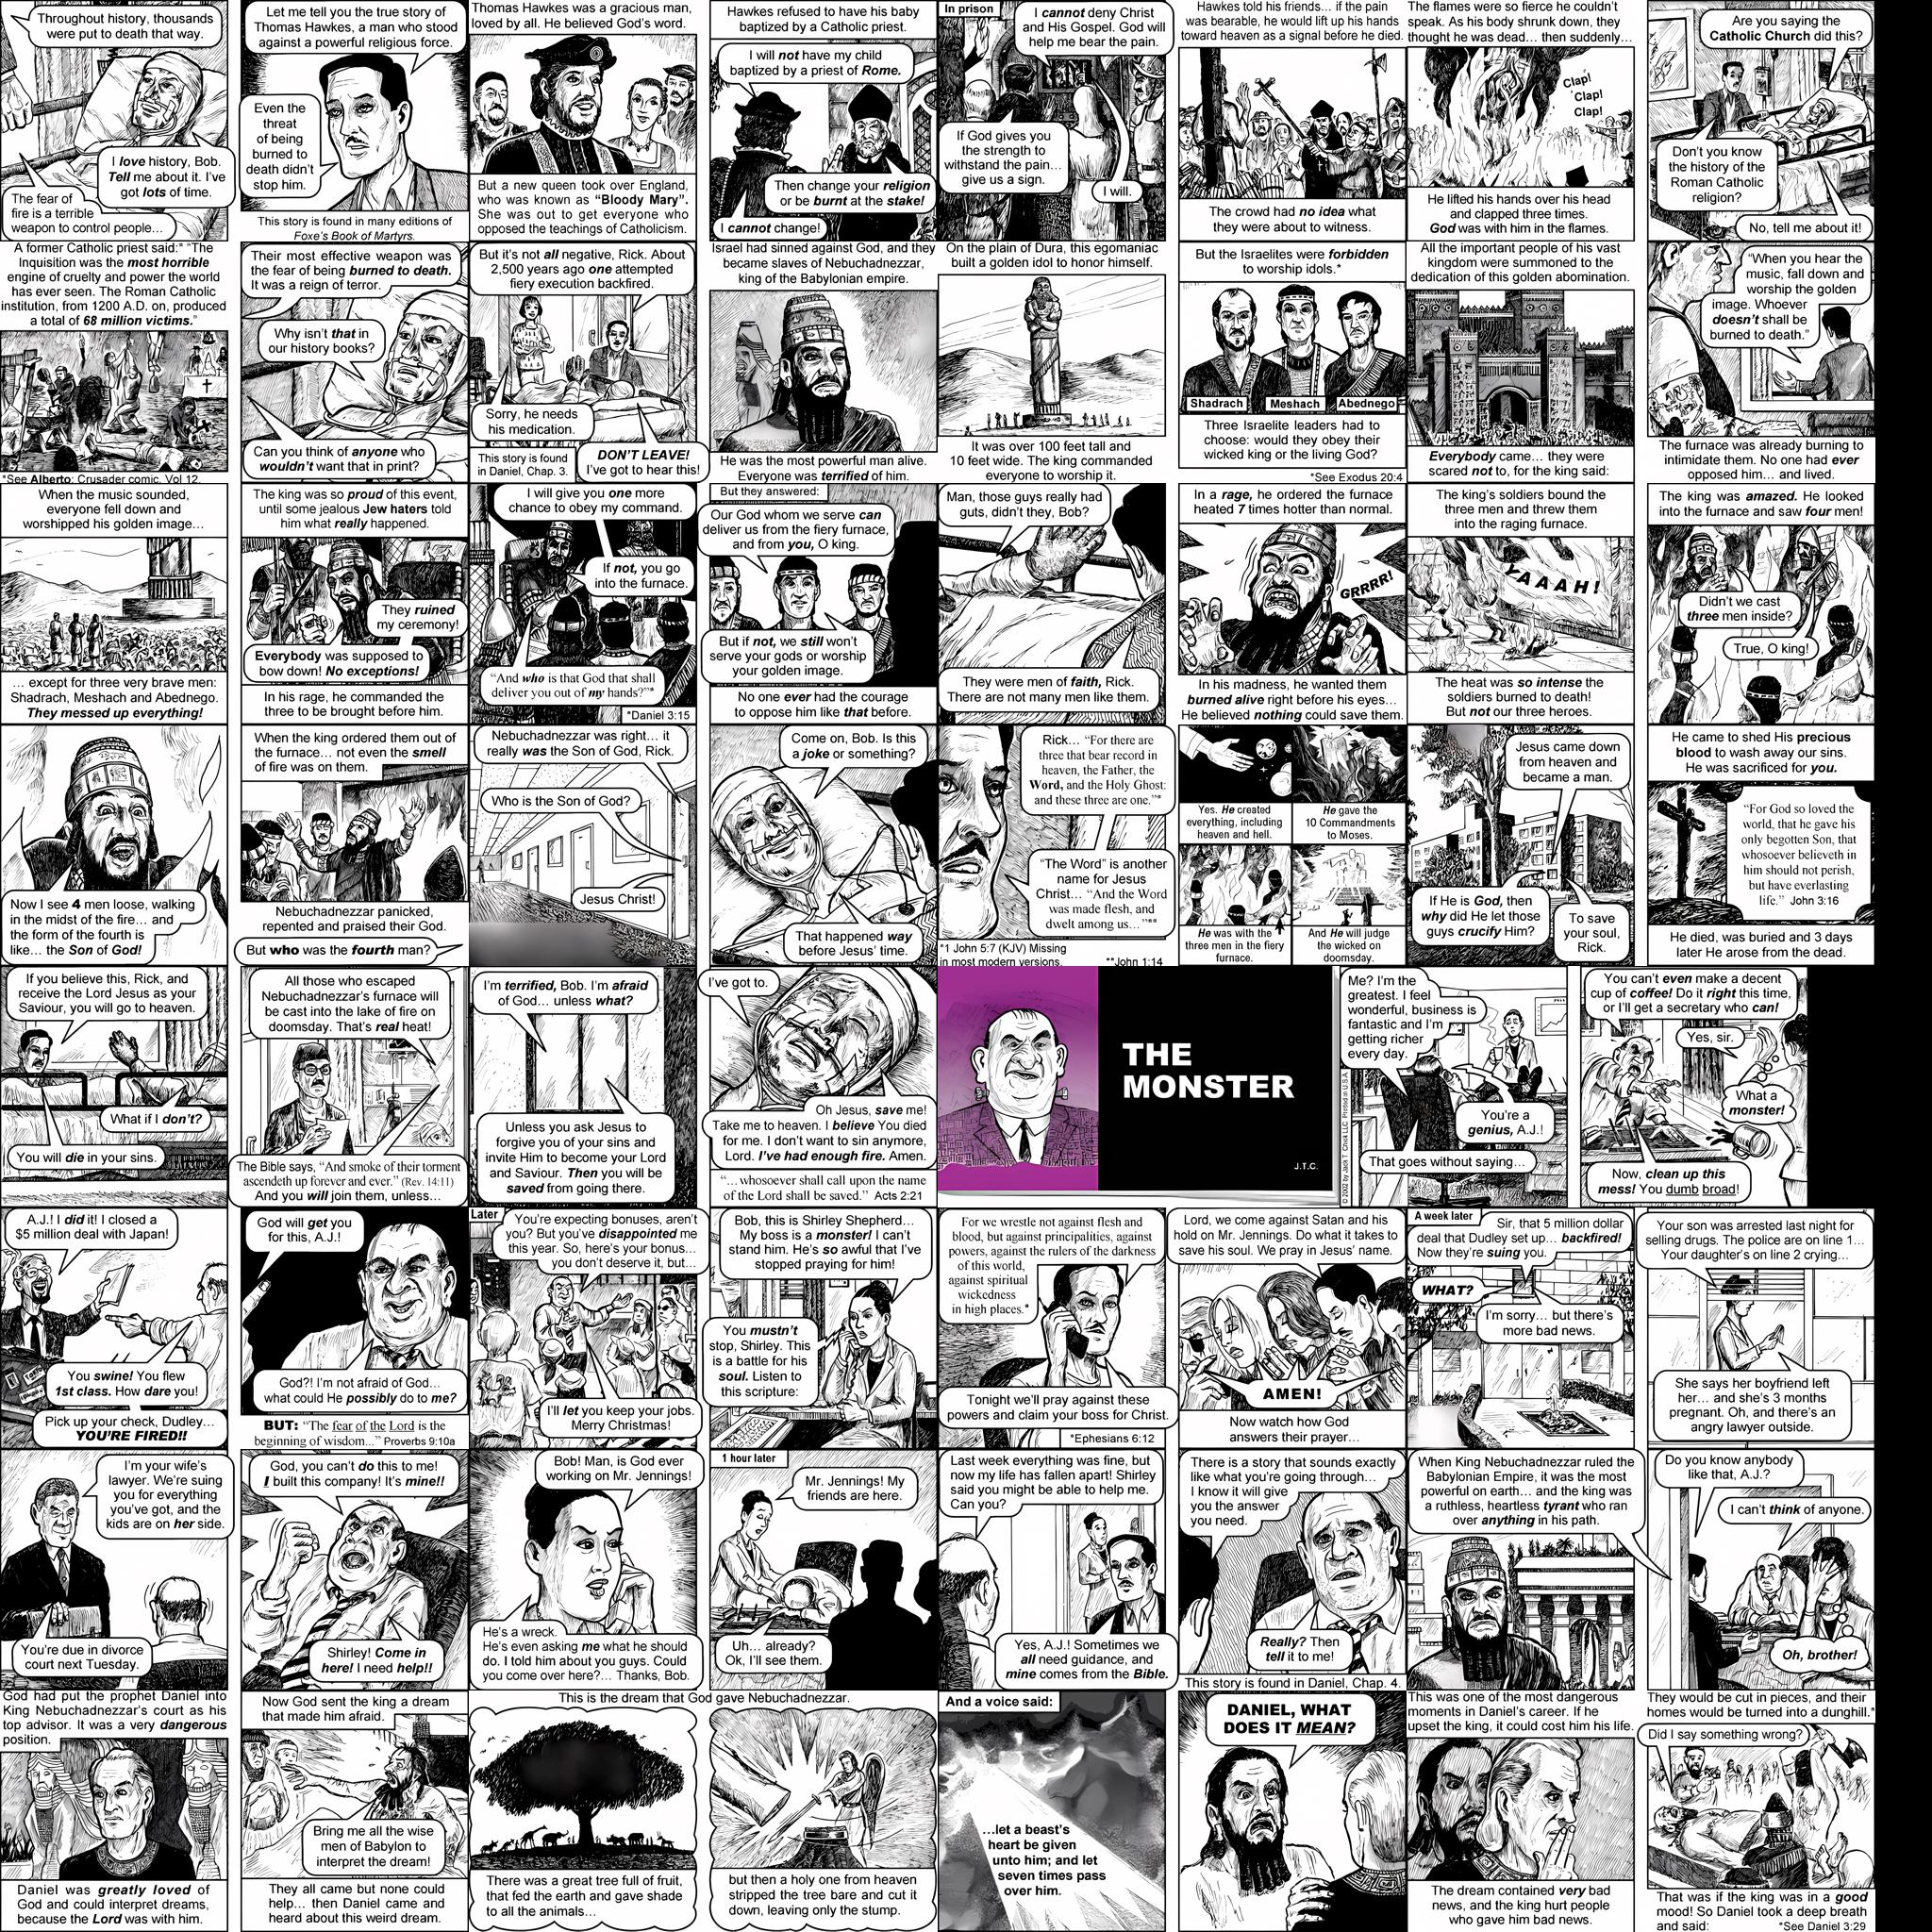 Throughout history, thousands
were put to death that way.
I love history, Bob.
Tell me about it. I've
got lots of time.
The fear of
fire is a terrible
weapon to control people...
Let me tell you the true story of
Thomas Hawkes, a man who stood
against a powerful religious force.
Even the
threat
of being
burned to
death didn't
stop him.
This story is found in many editions of
Foxe's Book of Martyrs.
Thomas Hawkes was a gracious man,
loved by all. He believed God's word.
But a new queen took over England,
who was known as "Bloody Mary".
She was out to get everyone who
opposed the teachings of Catholicism.
Hawkes refused to have his baby
baptized by a Catholic priest.
I will not have my child
baptized by a priest of Rome.
Then change your religion
or be burnt at the stake!
I cannot change!
In prison
I cannot deny Christ
and His Gospel. God will
help me bear the pain.
If God gives you
the strength to
withstand the pain...
give us a sign.
I will.
Hawkes told his friends... if the pain
was bearable, he would lift up his hands
toward heaven as a signal before he died.
The crowd had no idea what
they were about to witness.
The flames were so fierce he couldn't
speak. As his body shrunk down, they
thought he was dead... then suddenly...
Clap!
Clap!
Clap!
He lifted his hands over his head
and clapped three times.
God was with him in the flames.
Are you saying the
Catholic Church did this?
Don't you know
the history of the
Roman Catholic
religion?
No, tell me about it!
A former Catholic priest said:* "The
Inquisition was the most horrible
engine of cruelty and power the world
has ever seen. The Roman Catholic
institution, from 1200 A.D. on, produced
a total of 68 million victims."
*See Alberto: Crusader comic, Vol 12.
Their most effective weapon was
the fear of being burned to death.
It was a reign of terror.
Why isn't that in
our history books?
Can you think of anyone who
wouldn't want that in print?
But it's not all negative, Rick. About
2,500 years ago one attempted
fiery execution backfired.
Sorry, he needs
his medication.
This story is found
in Daniel, Chap. 3.
DON'T LEAVE!
I've got to hear this!
Israel had sinned against God, and they
became slaves of Nebuchadnezzar,
king of the Babylonian empire.
He was the most powerful man alive.
Everyone was terrified of him.
On the plain of Dura, this egomaniac
built a golden idol to honor himself.
It was over 100 feet tall and
10 feet wide. The king commanded
everyone to worship it.
But the Israelites were forbidden
to worship idols.*
Shadrach
Meshach
Abednego
Three Israelite leaders had to
choose: would they obey their
wicked king or the living God?
*See Exodus 20:4
All the important people of his vast
kingdom were summoned to the
dedication of this golden abomination.
Everybody came... they were
scared not to, for the king said:
"When you hear the
music, fall down and
worship the golden
image. Whoever
doesn't shall be
burned to death."
The furnace was already burning to
intimidate them. No one had ever
opposed him... and lived.
When the music sounded,
everyone fell down and
worshipped his golden image...
... except for three very brave men:
Shadrach, Meshach and Abednego.
They messed up everything!
The king was so proud of this event,
until some jealous Jew haters told
him what really happened.
They ruined
my ceremony!
Everybody was supposed to
bow down! No exceptions!
In his rage, he commanded the
three to be brought before him.
I will give you one more
chance to obey my command.
If not, you go
into the furnace.
"And who is that God that shall
deliver you out of my hands?"*
*Daniel 3:15
But they answered:
Our God whom we serve can
deliver us from the fiery furnace,
and from you, O king.
But if not, we still won't
serve your gods or worship
your golden image.
No one ever had the courage
to oppose him like that before.
Man, those guys really had
guts, didn't they, Bob?
They were men of faith, Rick.
There are not many men like them.
In a rage, he ordered the furnace
heated 7 times hotter than normal.
GRRRR!
In his madness, he wanted them
burned alive right before his eyes...
He believed nothing could save them.
The king's soldiers bound the
three men and threw them
into the raging furnace.
YAAAH!
The heat was so intense the
soldiers burned to death!
But not our three heroes.
The king was amazed. He looked
into the furnace and saw four men!
Didn't we cast
three men inside?
True, O king!
Now I see 4 men loose, walking
in the midst of the fire... and
the form of the fourth is
like... the Son of God!
When the king ordered them out of
the furnace... not even the smell
of fire was on them.
Nebuchadnezzar panicked,
repented and praised their God.
But who was the fourth man?
Nebuchadnezzar was right... it
really was the Son of God, Rick.
Who is the Son of God?
Jesus Christ!
Come on, Bob. Is this
a joke or something?
That happened way
before Jesus' time.
Rick... "For there are
three that bear record in
heaven, the Father, the
Word, and the Holy Ghost:
and these three are one."*
"The Word" is another
name for Jesus
Christ... "And the Word
was made flesh, and
dwelt among us..."**
*1 John 5:7 (KJV) Missing
in most modern versions.
**John 1:14
Yes. He created
everything, including
heaven and hell.
He gave the
10 Commandments
to Moses.
He was with the
three men in the fiery
furnace.
And He will judge
the wicked on
doomsday.
Jesus came down
from heaven and
became a man.
If He is God, then
why did He let those
guys crucify Him?
To save
your soul,
Rick.
He came to shed His precious
blood to wash away our sins.
He was sacrificed for you.
"For God so loved the
world, that he gave his
only begotten Son, that
whosoever believeth in
him should not perish,
but have everlasting
life." John 3:16
He died, was buried and 3 days
later He arose from the dead.
If you believe this, Rick, and
receive the Lord Jesus as your
Saviour, you will go to heaven.
What if I don't?
You will die in your sins.
All those who escaped
Nebuchadnezzar's furnace will
be cast into the lake of fire on
doomsday. That's real heat!
The Bible says, "And smoke of their torment
ascendeth up forever and ever." (Rev. 14:11)
And you will join them, unless...
I'm terrified, Bob. I'm afraid
of God... unless what?
Unless you ask Jesus to
forgive you of your sins and
invite Him to become your Lord
and Saviour. Then you will be
saved from going there.
I've got to.
Oh Jesus, save me!
Take me to heaven. I believe You died
for me. I don't want to sin anymore,
Lord. I've had enough fire. Amen.
"... whosoever shall call upon the name
of the Lord shall be saved." Acts 2:21
THE
MONSTER
J.T.C.
Me? I'm the
greatest. I feel
wonderful, business is
fantastic and I'm
getting richer
every day.
You're a
genius, A.J.!
That goes without saying...
© 2002 by Jack T. Chick LLC Printed in U.S.A.
You can't even make a decent
cup of coffee! Do it right this time,
or I'll get a secretary who can!
Yes, sir.
What a
monster!
Now, clean up this
mess! You dumb broad!
A.J.! I did it! I closed a
$5 million deal with Japan!
You swine! You flew
1st class. How dare you!
Pick up your check, Dudley...
YOU'RE FIRED!!
God will get you
for this, A.J.!
God?! I'm not afraid of God...
what could He possibly do to me?
BUT: "The fear of the Lord is the
beginning of wisdom..." Proverbs 9:10a
Later
You're expecting bonuses, aren't
you? But you've disappointed me
this year. So, here's your bonus...
you don't deserve it, but...
I'll let you keep your jobs.
Merry Christmas!
Bob, this is Shirley Shepherd...
My boss is a monster! I can't
stand him. He's so awful that I've
stopped praying for him!
You mustn't
stop, Shirley. This
is a battle for his
soul. Listen to
this scripture:
For we wrestle not against flesh and
blood, but against principalities, against
powers, against the rulers of the darkness
of this world,
against spiritual
wickedness
in high places.*
Tonight we'll pray against these
powers and claim your boss for Christ.
*Ephesians 6:12
Lord, we come against Satan and his
hold on Mr. Jennings. Do what it takes to
save his soul. We pray in Jesus' name.
AMEN!
Now watch how God
answers their prayer...
A week later
Sir, that 5 million dollar
deal that Dudley set up... backfired!
Now they're suing you.
WHAT?
I'm sorry... but there's
more bad news.
Your son was arrested last night for
selling drugs. The police are on line 1...
Your daughter's on line 2 crying...
She says her boyfriend left
her... and she's 3 months
pregnant. Oh, and there's an
angry lawyer outside.
I'm your wife's
lawyer. We're suing
you for everything
you've got, and the
kids are on her side.
You're due in divorce
court next Tuesday.
God, you can't do this to me!
I built this company! It's mine!!
Shirley! Come in
here! I need help!!
Bob! Man, is God ever
working on Mr. Jennings!
He's a wreck.
He's even asking me what he should
do. I told him about you guys. Could
you come over here?... Thanks, Bob.
1 hour later
Mr. Jennings! My
friends are here.
Uh... already?
Ok, I'll see them.
Last week everything was fine, but
now my life has fallen apart! Shirley
said you might be able to help me.
Can you?
Yes, A.J.! Sometimes we
all need guidance, and
mine comes from the Bible.
There is a story that sounds exactly
like what you're going through...
I know it will give
you the answer
you need.
Really? Then
tell it to me!
This story is found in Daniel, Chap. 4.
When King Nebuchadnezzar ruled the
Babylonian Empire, it was the most
powerful on earth... and the king was
a ruthless, heartless tyrant who ran
over anything in his path.
Do you know anybody
like that, A.J.?
I can't think of anyone.
Oh, brother!
God had put the prophet Daniel into
King Nebuchadnezzar's court as his
top advisor. It was a very dangerous
position.
Daniel was greatly loved of
God and could interpret dreams,
because the Lord was with him.
Now God sent the king a dream
that made him afraid.
Bring me all the wise
men of Babylon to
interpret the dream!
They all came but none could
help... then Daniel came and
heard about this weird dream.
This is the dream that God gave Nebuchadnezzar.
There was a great tree full of fruit,
that fed the earth and gave shade
to all the animals...
but then a holy one from heaven
stripped the tree bare and cut it
down, leaving only the stump.
And a voice said:
...let a beast's
heart be given
unto him; and let
seven times pass
over him.
DANIEL, WHAT
DOES IT MEAN?
This was one of the most dangerous
moments in Daniel's career. If he
upset the king, it could cost him his life.
The dream contained very bad
news, and the king hurt people
who gave him bad news.
They would be cut in pieces, and their
homes would be turned into a dunghill.*
Did I say something wrong?
That was if the king was in a good
mood! So Daniel took a deep breath
and said:
*See Daniel 3:29